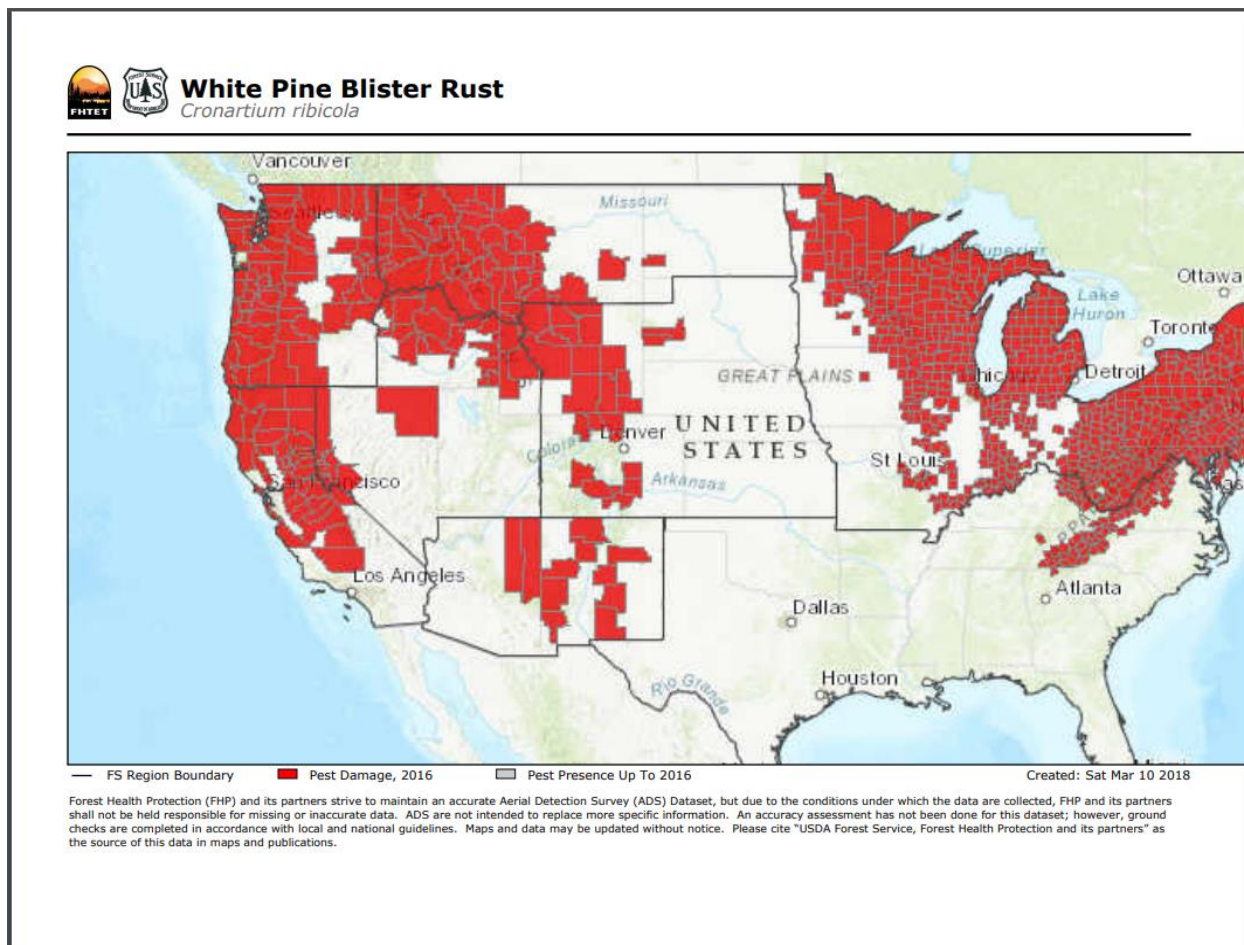 FHTET
FOREST SERVICE
U S
White Pine Blister Rust
Cronartium ribicola
Vancouver
Seattle
Missouri
Lake Superior
Ottawa
Lake
Huron
Toronto
GREAT PLAINS
Chicago
Detroit
UNITED
STATES
Denver
Colorado
St Louis
San Francisco
Arkansas
Los Angeles
Atlanta
Dallas
Houston
Rio Grande
FS Region Boundary
Pest Damage, 2016
Pest Presence Up To 2016
Created: Sat Mar 10 2018
Forest Health Protection (FHP) and its partners strive to maintain an accurate Aerial Detection Survey (ADS) Dataset, but due to the conditions under which the data are collected, FHP and its partners
shall not be held responsible for missing or inaccurate data. ADS are not intended to replace more specific information. An accuracy assessment has not been done for this dataset; however, ground
checks are completed in accordance with local and national guidelines. Maps and data may be updated without notice. Please cite "USDA Forest Service, Forest Health Protection and its partners" as
the source of this data in maps and publications.